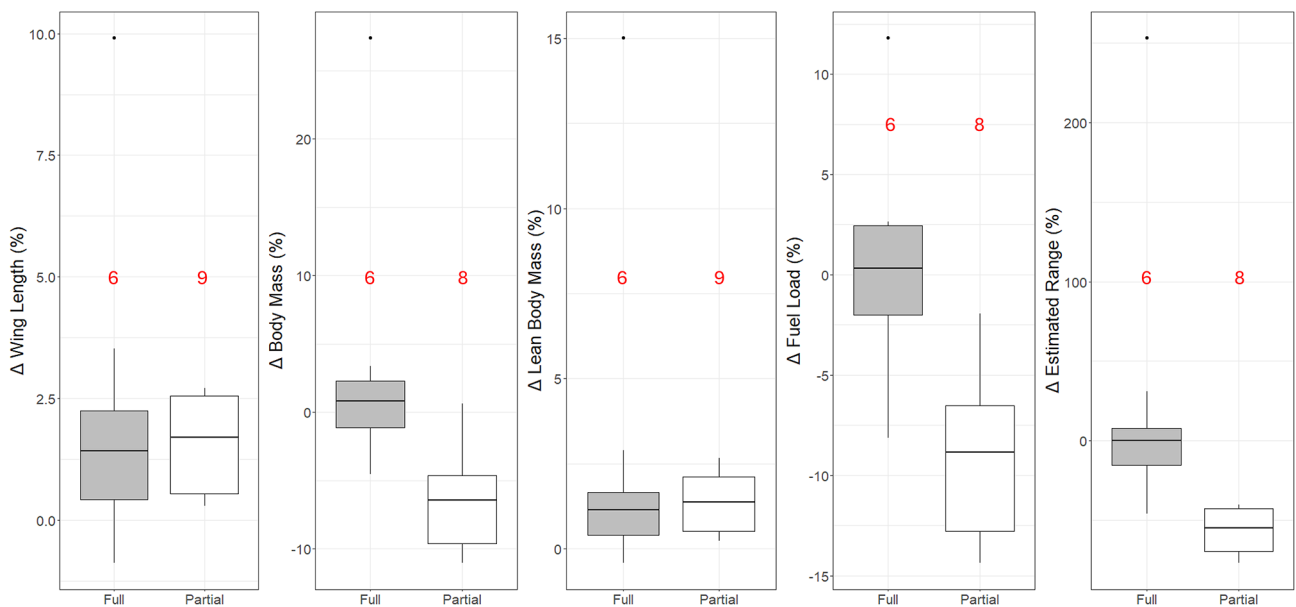 Δ Wing Length (%)
10.0
7.5
5.0
2.5
0.0
6
9
Full
Partial
Δ Body Mass (%)
20
10
0
-10
6
8
Full
Partial
Δ Lean Body Mass (%)
15
10
5
0
6
9
Full
Partial
Δ Fuel Load (%)
10
5
0
-5
-10
-15
6
8
Full
Partial
Δ Estimated Range (%)
200
100
0
6
8
Full
Partial